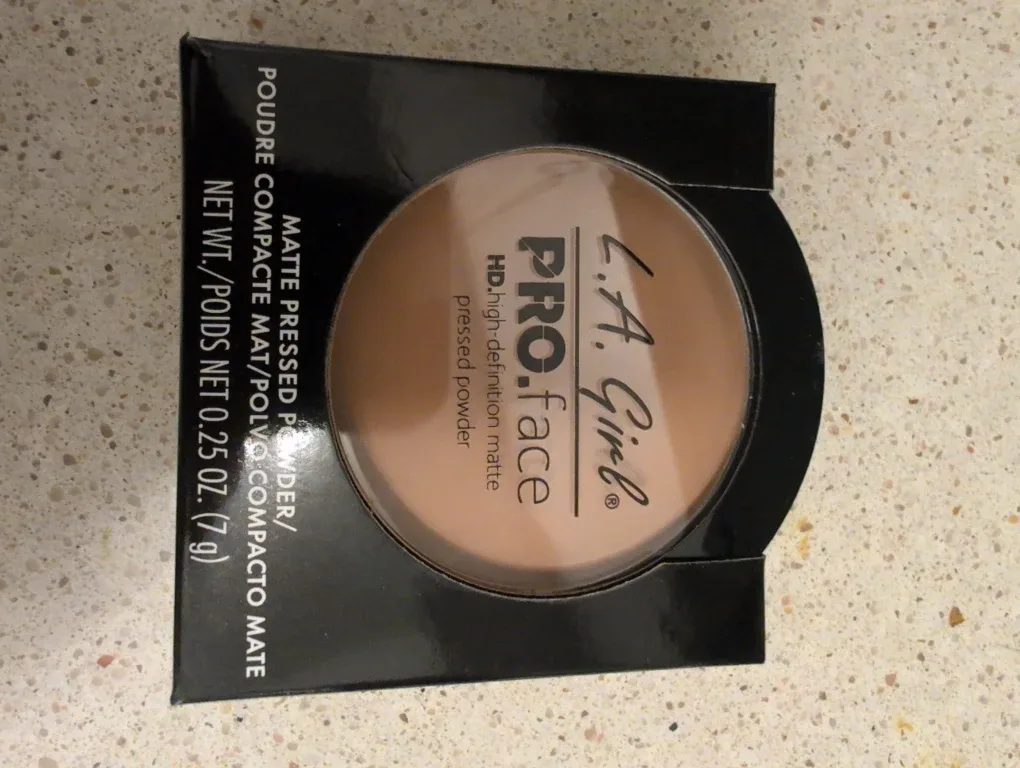 L.A. Girl®
PRO.face
HD.high-definition matte
pressed powder
MATTE PRESSED POWDER/
POUDRE COMPACTE MAT/POLVO COMPACTO MATE
NET WT./POIDS NET 0.25 OZ. (7 g)